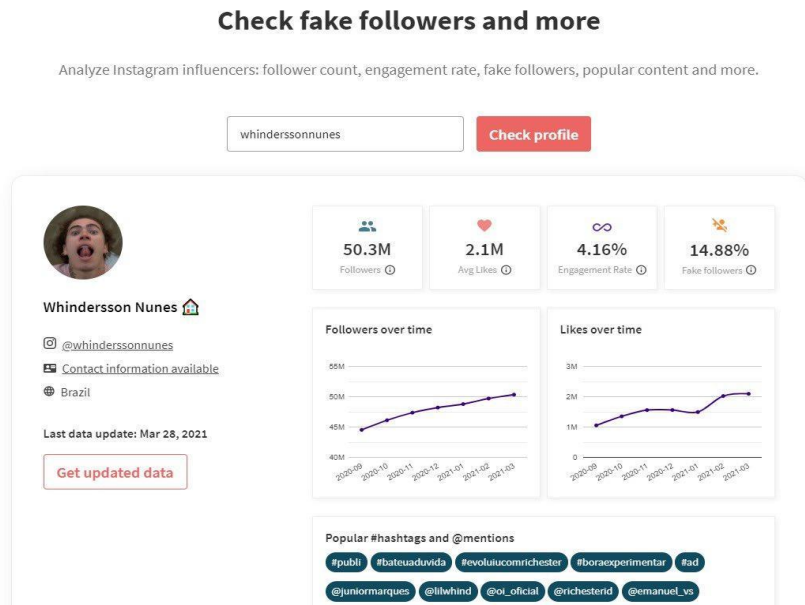 Check fake followers and more
Analyze Instagram influencers: follower count, engagement rate, fake followers, popular content and more.
whinderssonnunes
Check profile
Whindersson Nunes
@whinderssonnunes
Contact information available
Brazil
Last data update: Mar 28, 2021
Get updated data
50.3M
Followers
2.1M
Avg Likes
4.16%
Engagement Rate
14.88%
Fake followers
Followers over time
55M
50M
45M
40M
2020-09 2020-10 2020-11 2020-12 2021-01 2021-02 2021-03
Likes over time
3M
2M
1M
0
2020-09 2020-10 2020-11 2020-12 2021-01 2021-02 2021-03
Popular #hashtags and @mentions
#publi #bateuaduvida #evoluiucomrichester #boraexperimentar #ad
@juniormarques @lilwhind @oi_oficial @richesterid @emanuel_vs